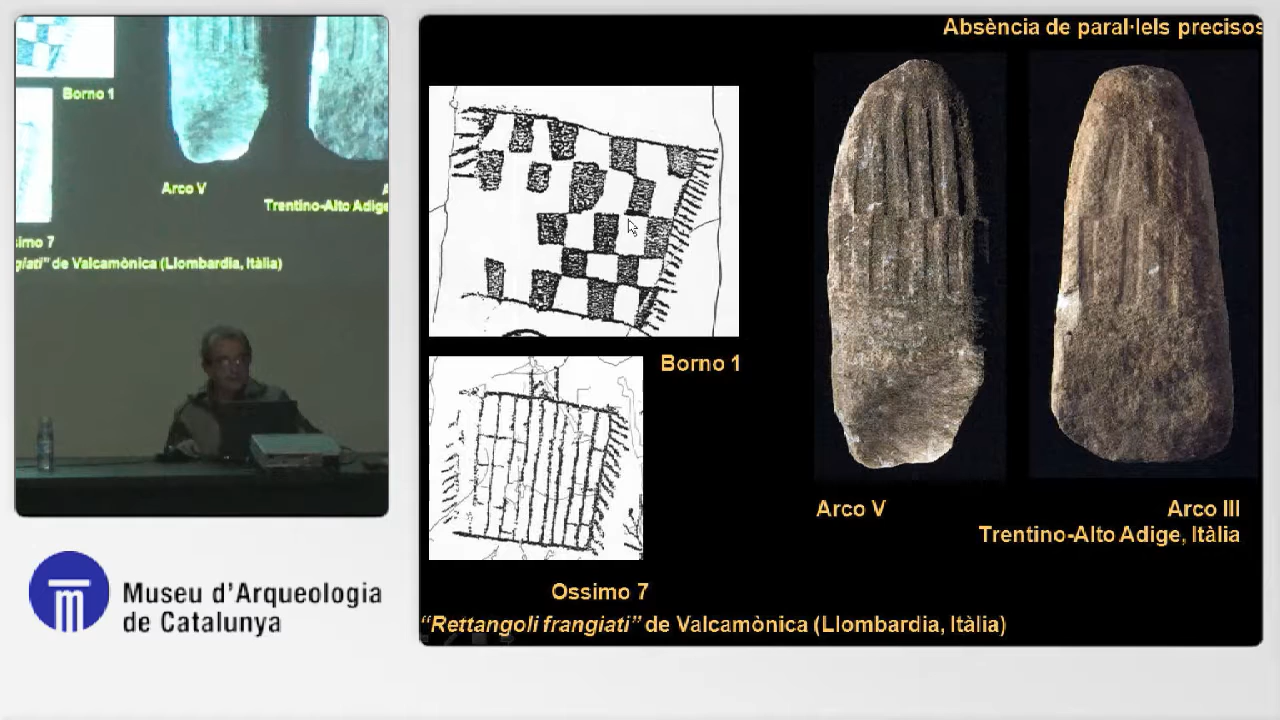 Borno 1
Arco V
Trentino-Alto Adige
simo 7
giati" de Valcamònica (Llombardia, Itàlia)
Museu d'Arqueologia
de Catalunya
Absència de paral·lels precisos
Borno 1
Arco V
Arco III
Trentino-Alto Adige, Itàlia
Ossimo 7
“Rettangoli frangiati” de Valcamònica (Llombardia, Itàlia)